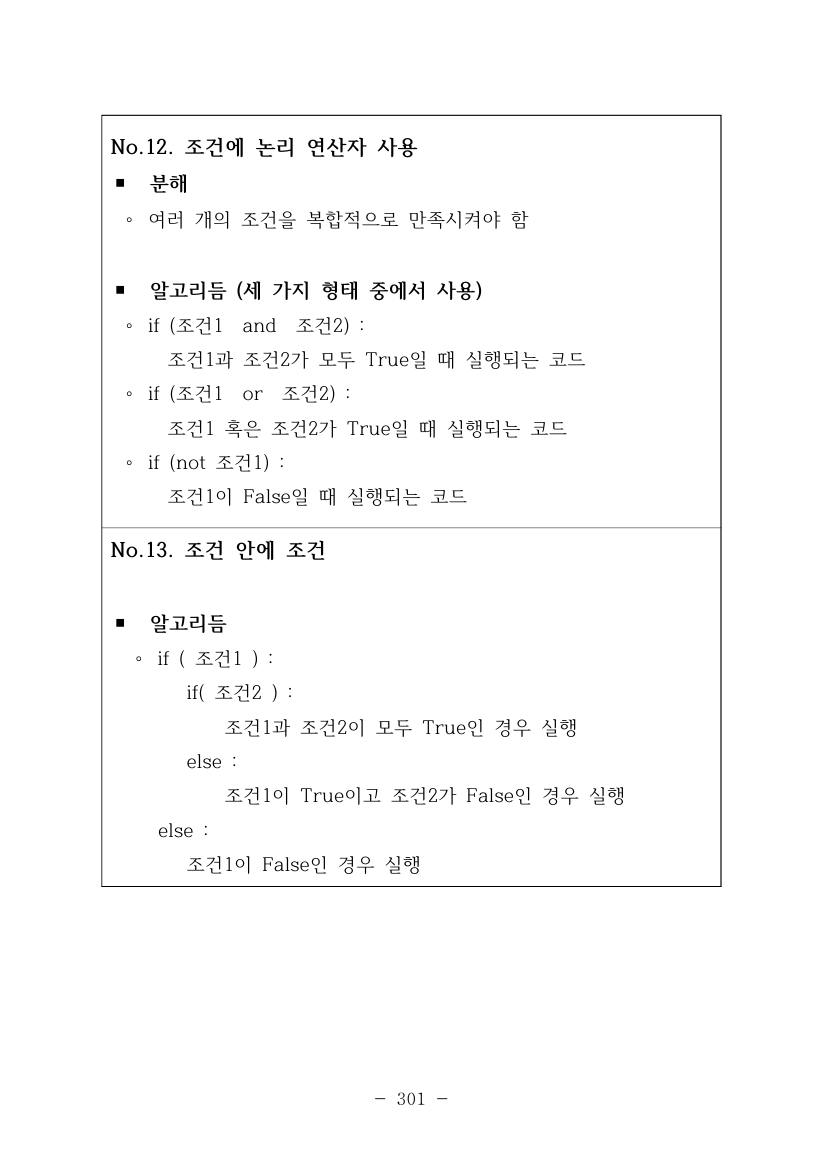 No.12. 조건에 논리 연산자 사용
▪ 분해
◦ 여러 개의 조건을 복합적으로 만족시켜야 함
▪ 알고리듬 (세 가지 형태 중에서 사용)
◦ if (조건1 and 조건2) :
조건1과 조건2가 모두 True일 때 실행되는 코드
◦ if (조건1 or 조건2) :
조건1 혹은 조건2가 True일 때 실행되는 코드
◦ if (not 조건1) :
조건1이 False일 때 실행되는 코드
No.13. 조건 안에 조건
▪ 알고리듬
◦ if ( 조건1 ) :
if( 조건2 ) :
조건1과 조건2이 모두 True인 경우 실행
else :
조건1이 True이고 조건2가 False인 경우 실행
else :
조건1이 False인 경우 실행
- 301 -